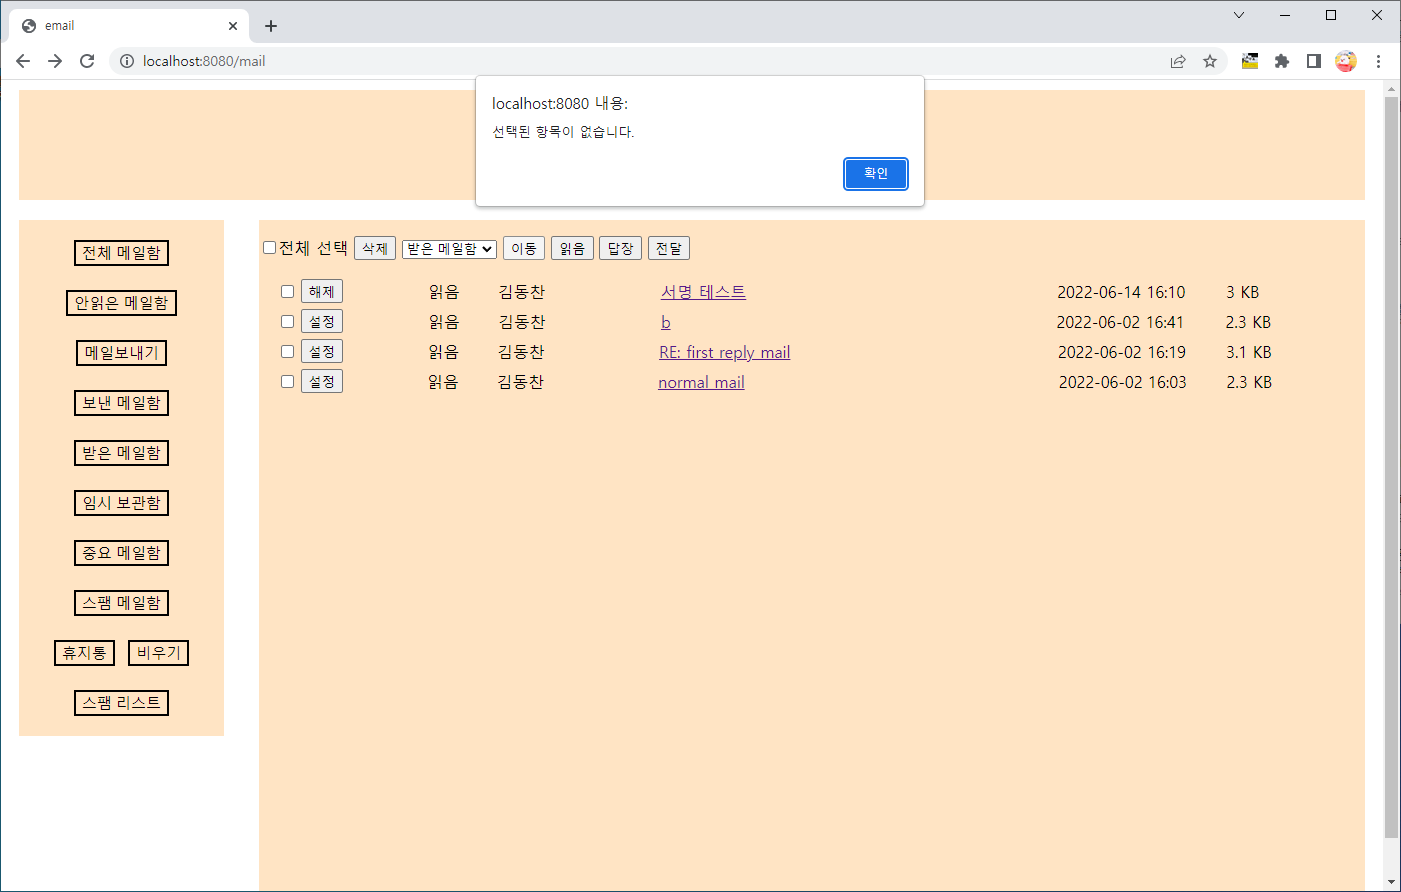 email
localhost:8080/mail
localhost:8080 내용:
선택된 항목이 없습니다.
확인
전체 메일함
안읽은 메일함
메일보내기
보낸 메일함
받은 메일함
임시 보관함
중요 메일함
스팸 메일함
휴지통 비우기
스팸 리스트
전체 선택 삭제 받은 메일함 이동 읽음 답장 전달
해제 읽음 김동찬 서명 테스트 2022-06-14 16:10 3 KB
설정 읽음 김동찬 b 2022-06-02 16:41 2.3 KB
설정 읽음 김동찬 RE: first reply mail 2022-06-02 16:19 3.1 KB
설정 읽음 김동찬 normal mail 2022-06-02 16:03 2.3 KB